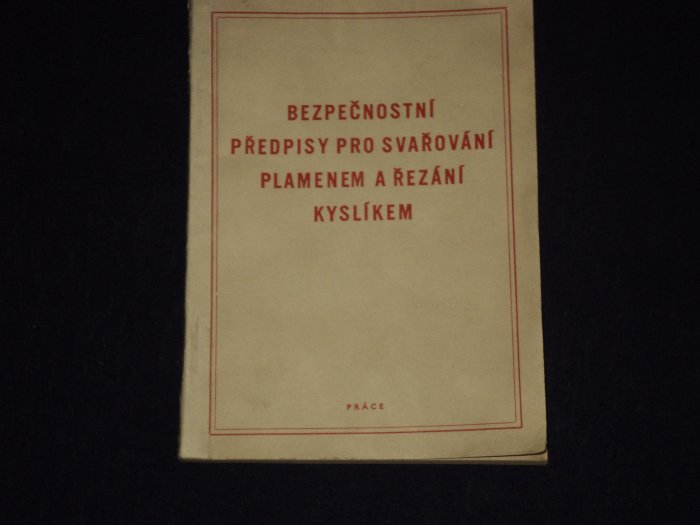 BEZPEČNOSTNÍ
PŘEDPISY PRO SVAŘOVÁNÍ
PLAMENEM A ŘEZÁNÍ
KYSLÍKEM
PRÁCE